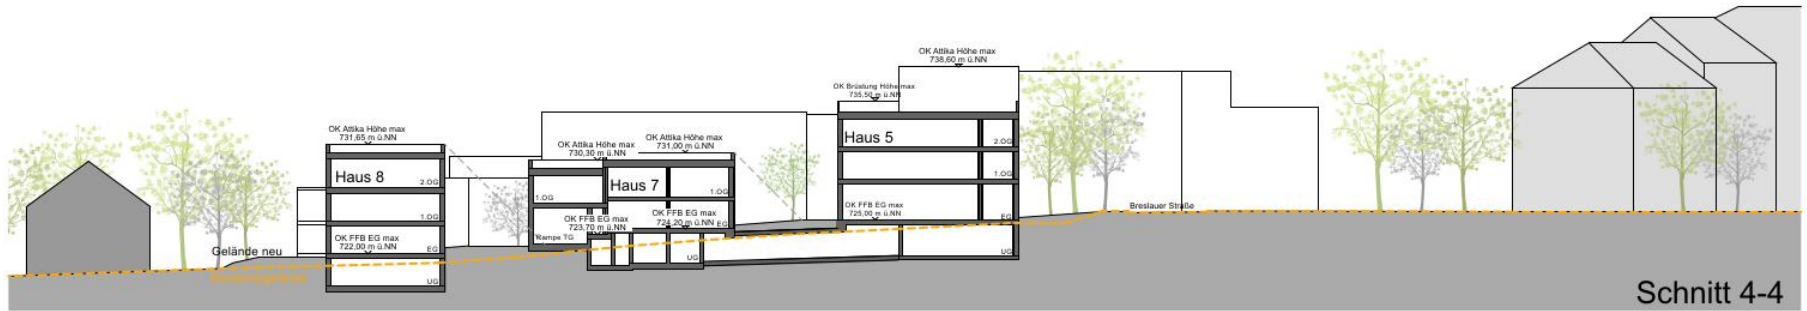 OK Attika Höhe max
738,60 m ü.NN
OK Brüstung Höhe max
735,50 m ü.NN
OK Attika Höhe max
731,65 m ü.NN
OK Attika Höhe max
730,30 m ü.NN
OK Attika Höhe max
731,00 m ü.NN
Haus 5
2.OG
1.OG
Haus 8
2.OG
Haus 7
1.OG
1.OG
1.OG
OK FFB EG max
725,00 m ü.NN
EG
Breslauer Straße
OK FFB EG max
723,70 m ü.NN
OK FFB EG max
724,20 m ü.NN
EG
Rampe TG
OK FFB EG max
722,00 m ü.NN
EG
Gelände neu
UG
UG
UG
Schnitt 4-4